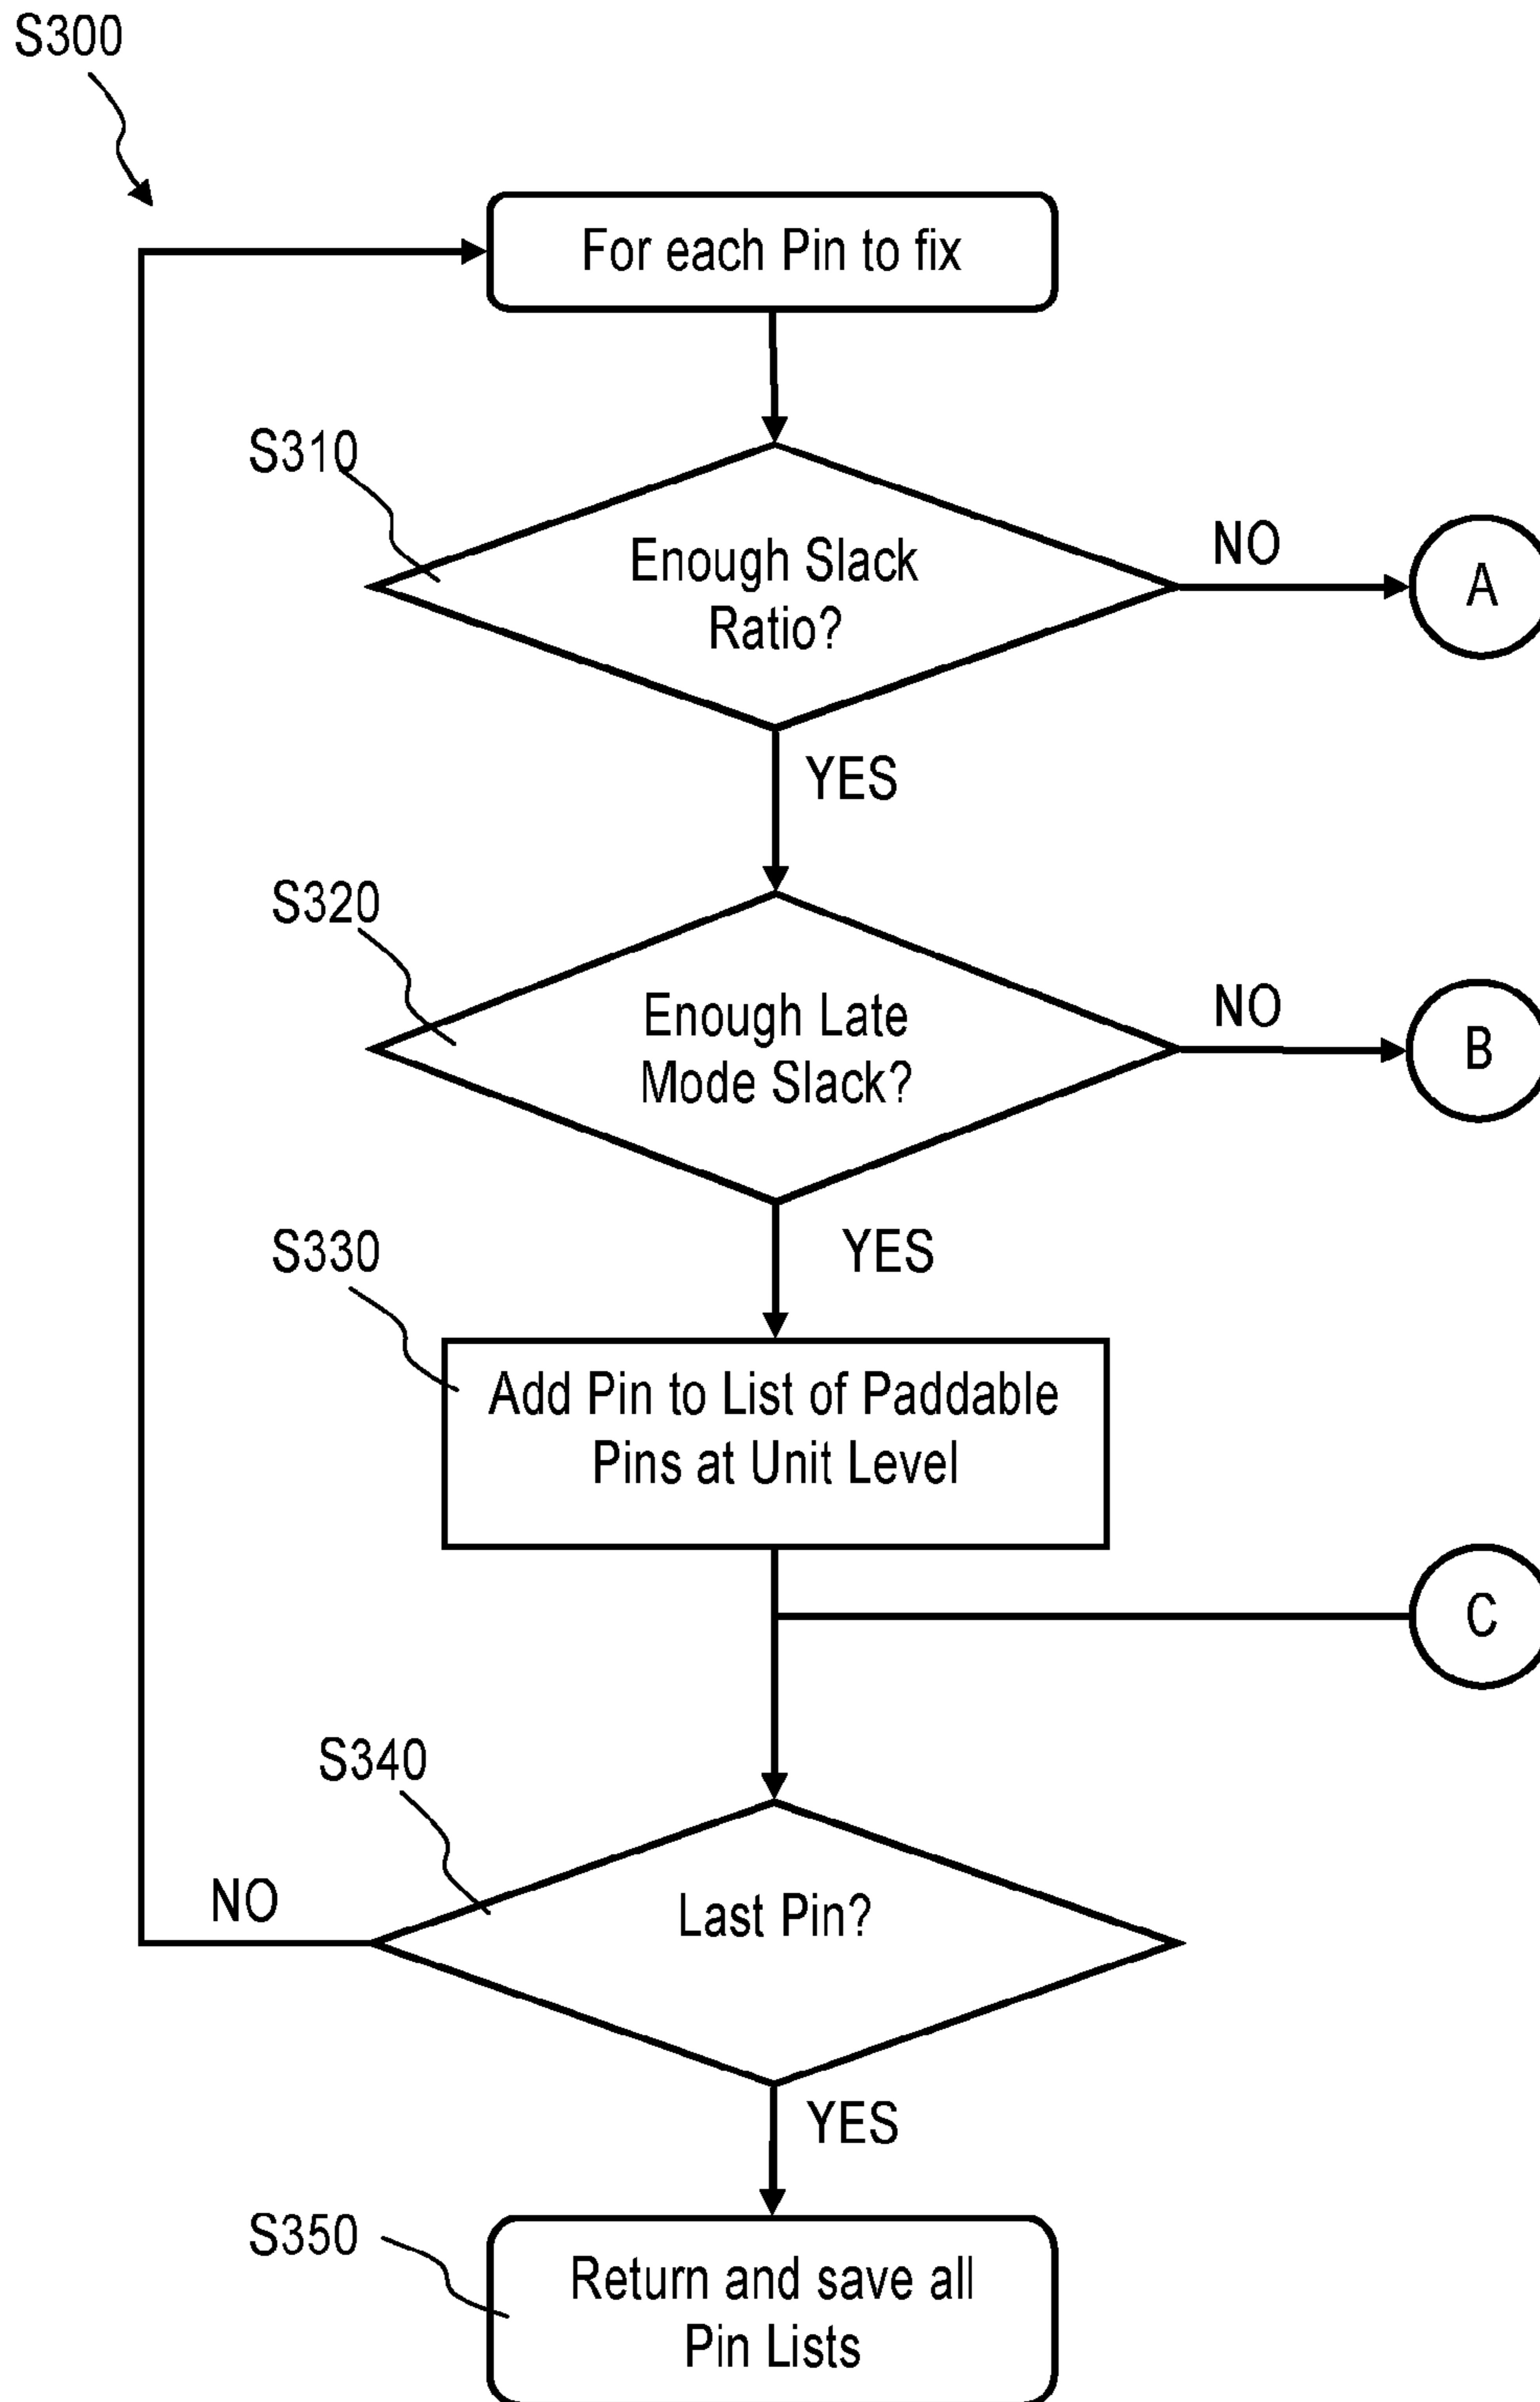 S300
For each Pin to fix
S310
Enough Slack
Ratio?
NO
A
YES
S320
Enough Late
Mode Slack?
NO
B
YES
S330
Add Pin to List of Paddable
Pins at Unit Level
C
S340
Last Pin?
NO
YES
S350
Return and save all
Pin Lists